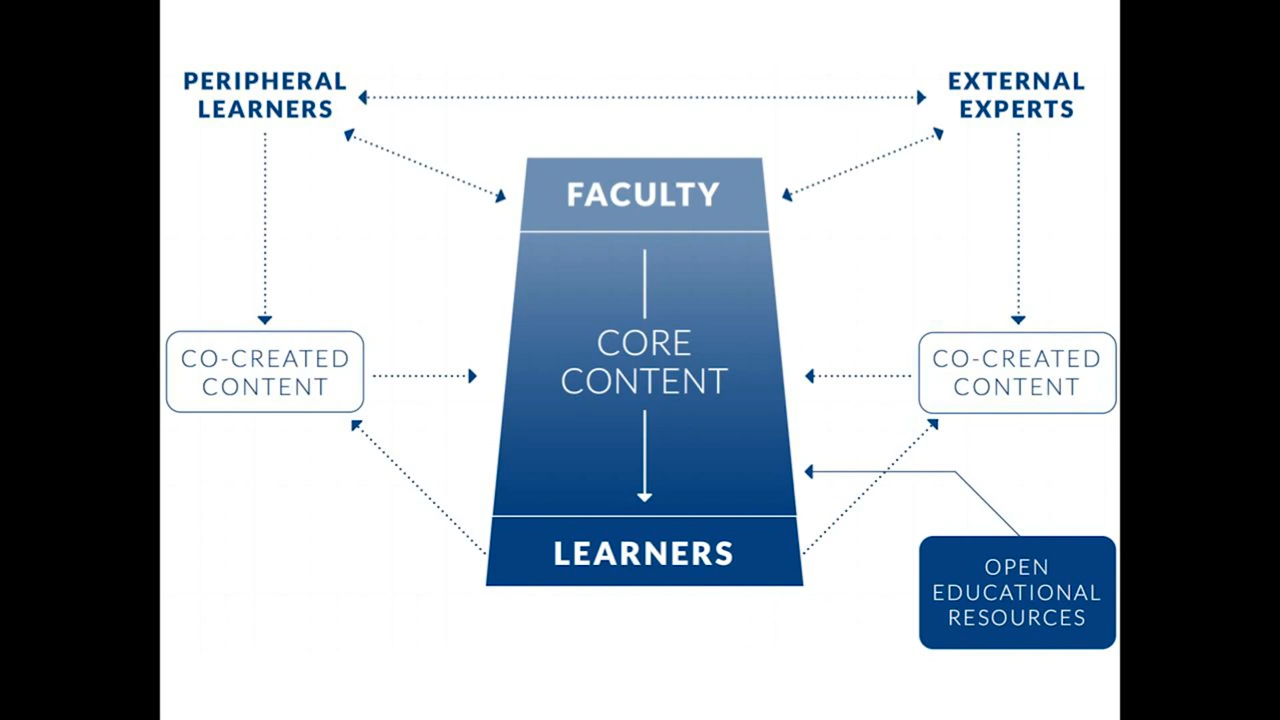 PERIPHERAL
LEARNERS
EXTERNAL
EXPERTS
FACULTY
CORE
CONTENT
CO-CREATED
CONTENT
CO-CREATED
CONTENT
LEARNERS
OPEN
EDUCATIONAL
RESOURCES